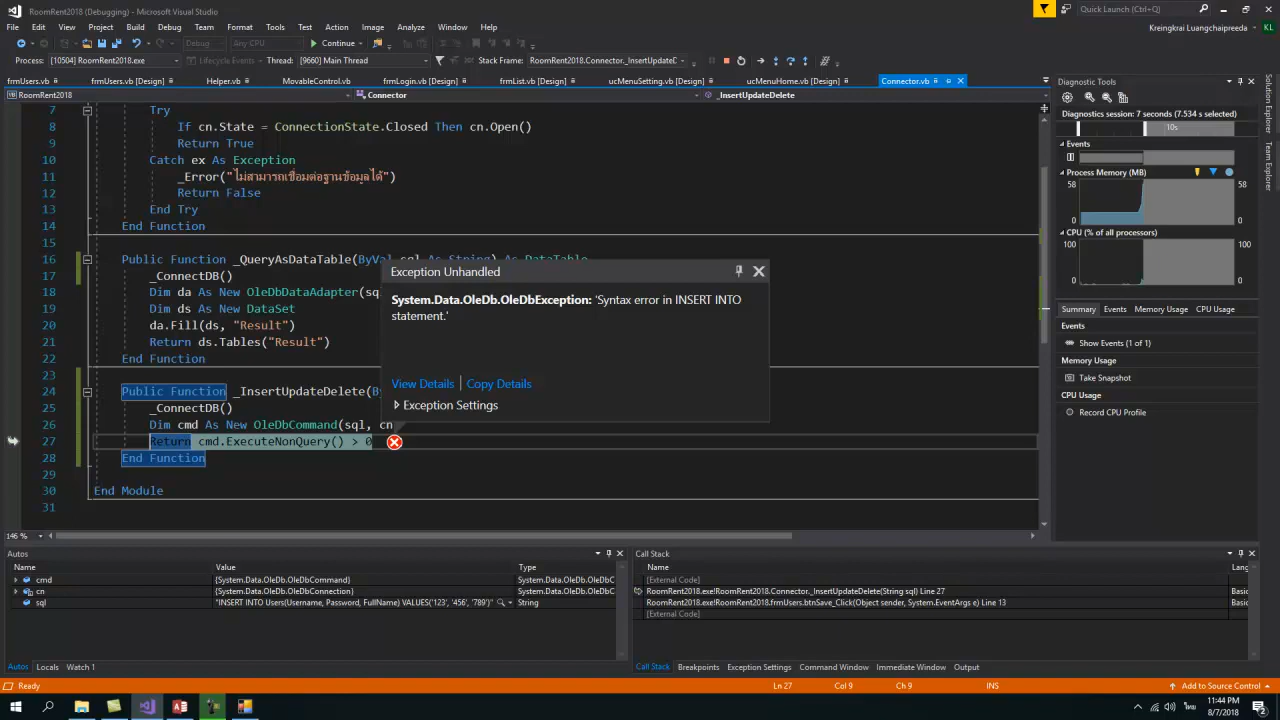 RoomRent2018 (Debugging) - Microsoft Visual Studio
Quick Launch (Ctrl+Q)
File Edit View Project Build Debug Team Format Tools Test Action Analyze Window Help
Kreingkrai Luangchaipreeda KL
Debug Any CPU Continue
Process: [10504] RoomRent2018.exe Lifecycle Events Thread: [9660] Main Thread Stack Frame: RoomRent2018.Connector._InsertUpdateD
frmUsers.vb frmUsers.vb [Design] Helper.vb MovableControl.vb frmLogin.vb [Design] frmList.vb [Design] ucMenuSetting.vb [Design] ucMenuHome.vb [Design] Connector.vb
RoomRent2018 Connector _InsertUpdateDelete
7 Try
8 If cn.State = ConnectionState.Closed Then cn.Open()
9 Return True
10 Catch ex As Exception
11 _Error("ไม่สามารถเชื่อมต่อฐานข้อมูลได้")
12 Return False
13 End Try
14 End Function
15
16 Public Function _QueryAsDataTable(ByVal sql As String) As DataTable
17 _ConnectDB()
18 Dim da As New OleDbDataAdapter(sq
19 Dim ds As New DataSet
20 da.Fill(ds, "Result")
21 Return ds.Tables("Result")
22 End Function
23
24 Public Function _InsertUpdateDelete(B
25 _ConnectDB()
26 Dim cmd As New OleDbCommand(sql, cn
27 Return cmd.ExecuteNonQuery() > 0
28 End Function
29
30 End Module
31
Exception Unhandled
System.Data.OleDb.OleDbException: 'Syntax error in INSERT INTO
statement.'
View Details | Copy Details
Exception Settings
146 %
Diagnostic Tools
Diagnostics session: 7 seconds (7.534 s selected)
10s
Events
Process Memory (MB)
58 58
0 0
CPU (% of all processors)
100 100
0 0
Summary Events Memory Usage CPU Usage
Events
Show Events (1 of 1)
Memory Usage
Take Snapshot
CPU Usage
Record CPU Profile
Solution Explorer
Team Explorer
Autos
Name Value Type
cmd {System.Data.OleDb.OleDbCommand} System.Data.OleDb.OleDbC
cn {System.Data.OleDb.OleDbConnection} System.Data.OleDb.OleDbC
sql "INSERT INTO Users(Username, Password, FullName) VALUES('123', '456', '789')" String
Autos Locals Watch 1
Call Stack
Name Lang
[External Code]
RoomRent2018.exe!RoomRent2018.Connector._InsertUpdateDelete(String sql) Line 27 Basic
RoomRent2018.exe!RoomRent2018.frmUsers.btnSave_Click(Object sender, System.EventArgs e) Line 13 Basic
[External Code]
Call Stack Breakpoints Exception Settings Command Window Immediate Window Output
Ready Ln 27 Col 9 Ch 9 INS Add to Source Control
ไทย
11:44 PM
8/7/2018
2